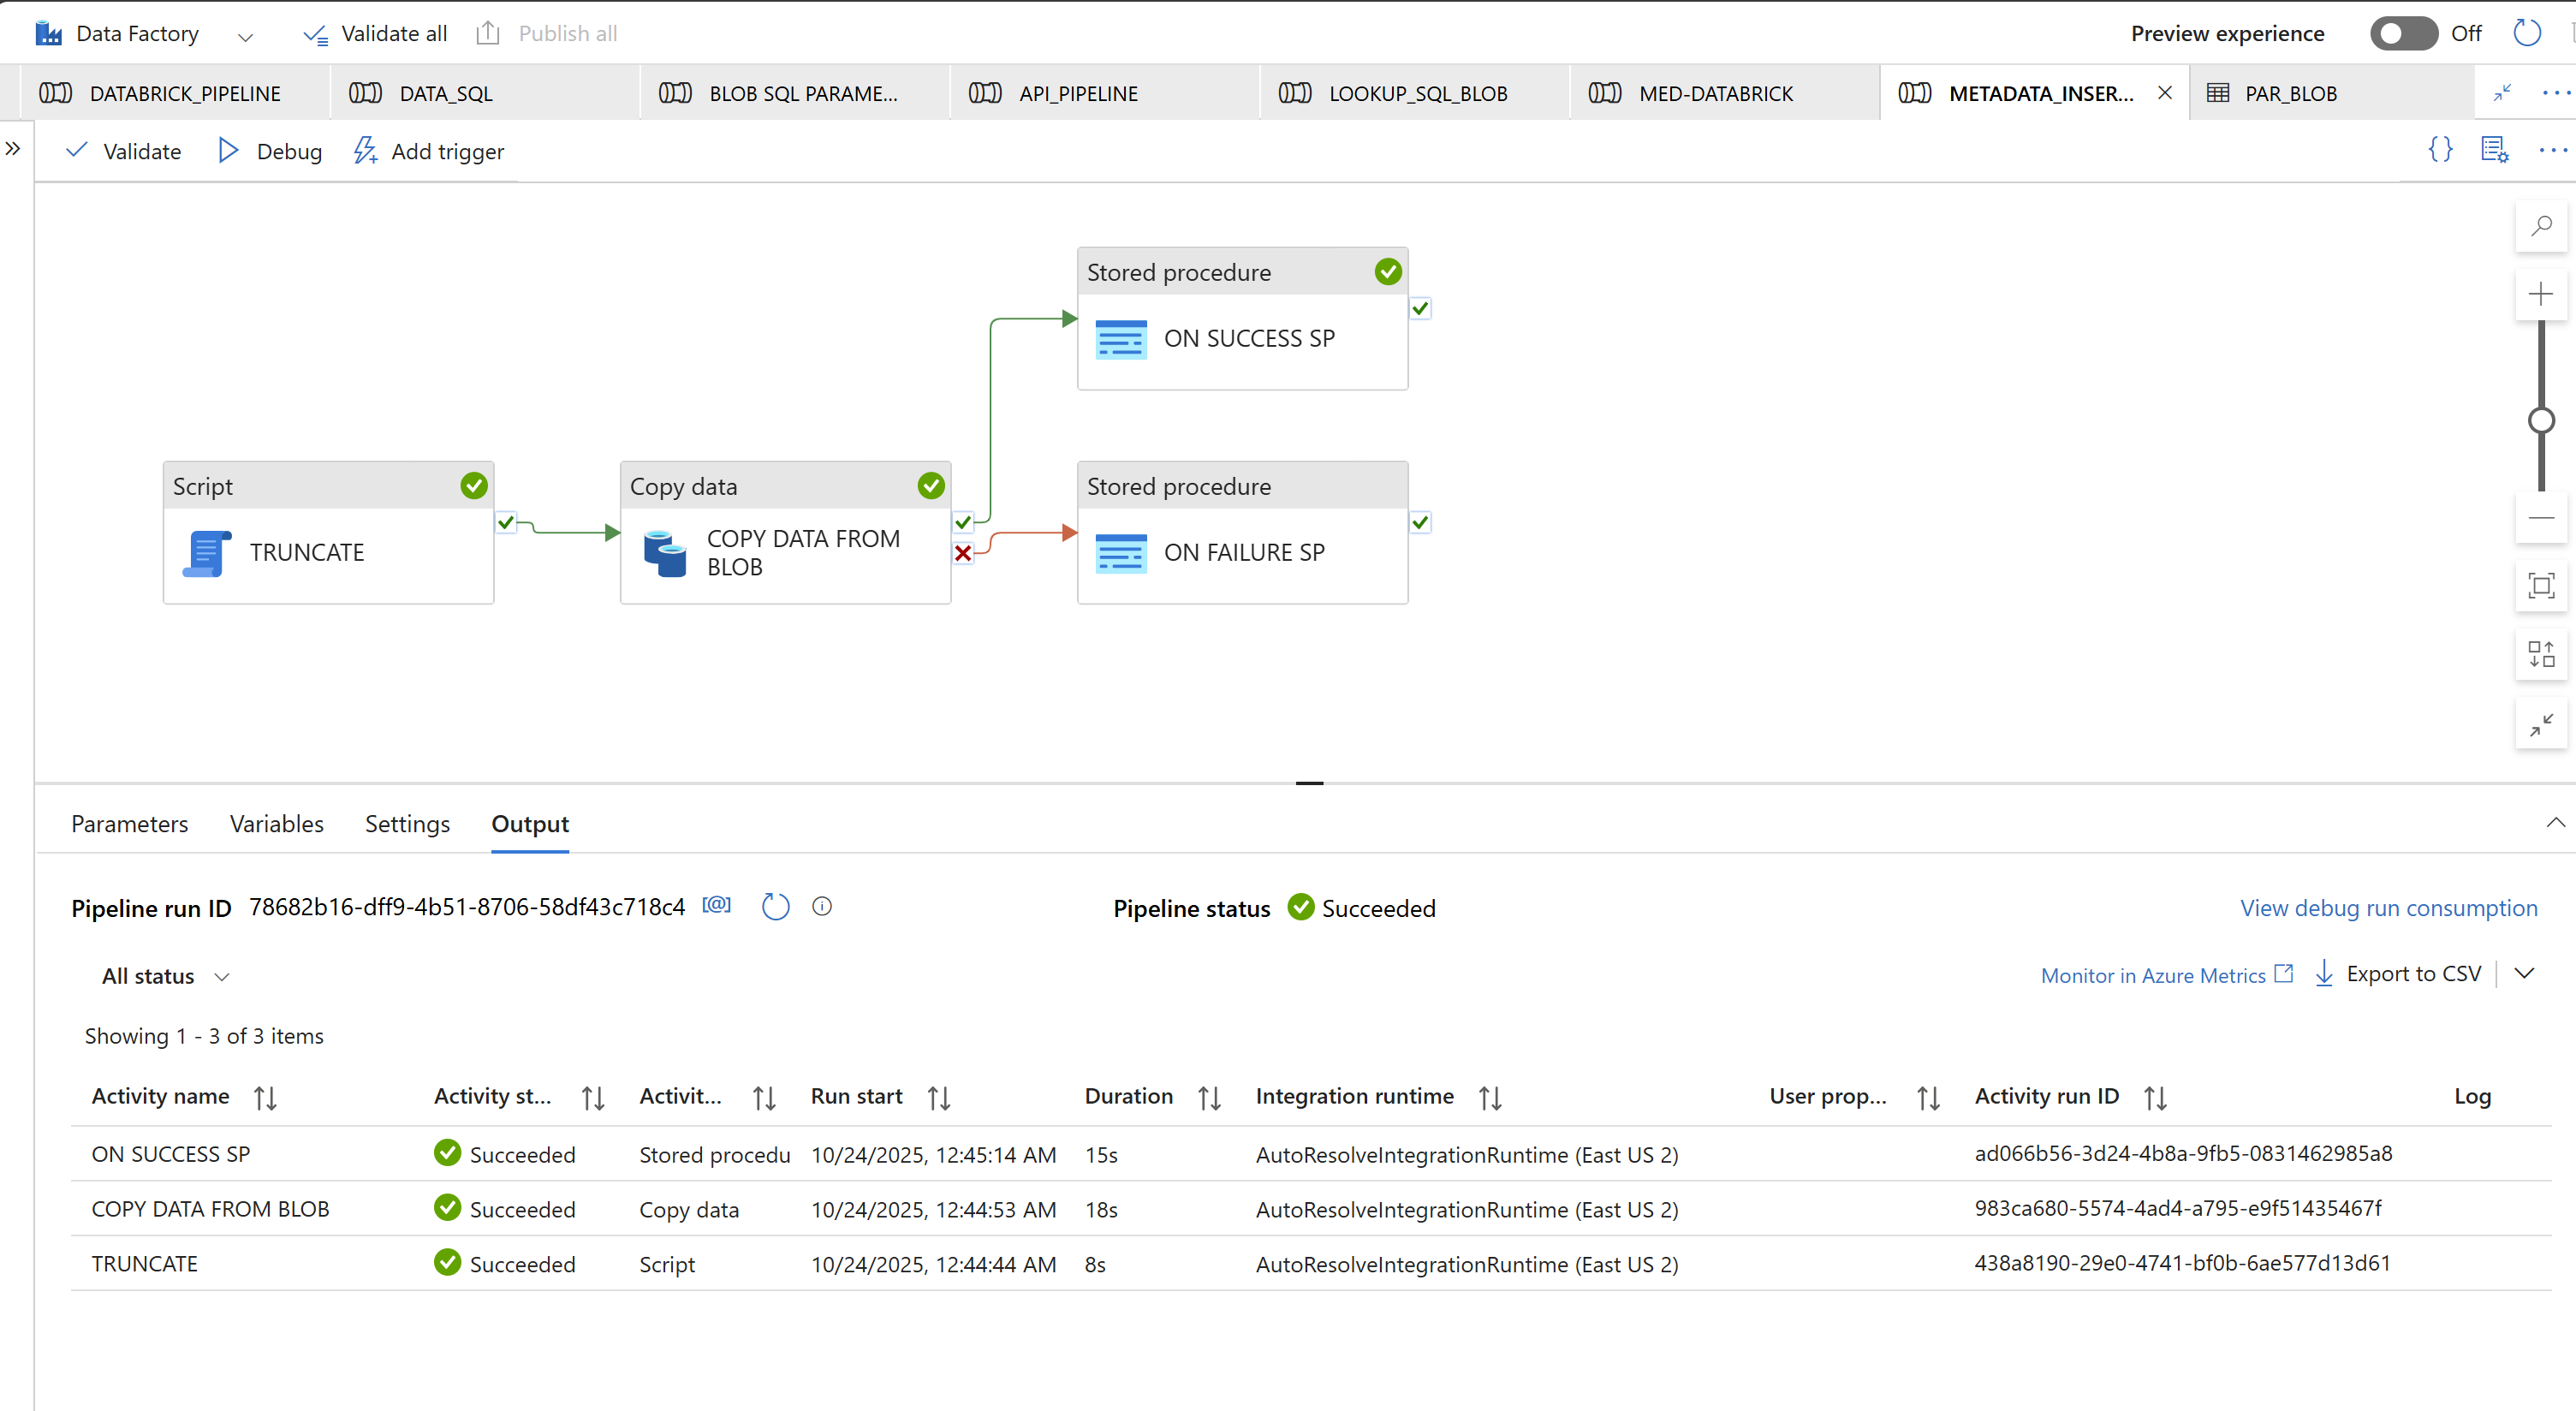 Data Factory Validate all Publish all Preview experience Off
DATABRICK_PIPELINE DATA_SQL BLOB SQL PARAME... API_PIPELINE LOOKUP_SQL_BLOB MED-DATABRICK METADATA_INSER... PAR_BLOB
Validate Debug Add trigger
Stored procedure
ON SUCCESS SP
Script
TRUNCATE
Copy data
COPY DATA FROM
BLOB
Stored procedure
ON FAILURE SP
Parameters Variables Settings Output
Pipeline run ID 78682b16-dff9-4b51-8706-58df43c718c4 Pipeline status Succeeded View debug run consumption
All status Monitor in Azure Metrics Export to CSV
Showing 1 - 3 of 3 items
Activity name Activity st... Activit... Run start Duration Integration runtime User prop... Activity run ID Log
ON SUCCESS SP Succeeded Stored procedu 10/24/2025, 12:45:14 AM 15s AutoResolveIntegrationRuntime (East US 2) ad066b56-3d24-4b8a-9fb5-0831462985a8
COPY DATA FROM BLOB Succeeded Copy data 10/24/2025, 12:44:53 AM 18s AutoResolveIntegrationRuntime (East US 2) 983ca680-5574-4ad4-a795-e9f51435467f
TRUNCATE Succeeded Script 10/24/2025, 12:44:44 AM 8s AutoResolveIntegrationRuntime (East US 2) 438a8190-29e0-4741-bf0b-6ae577d13d61